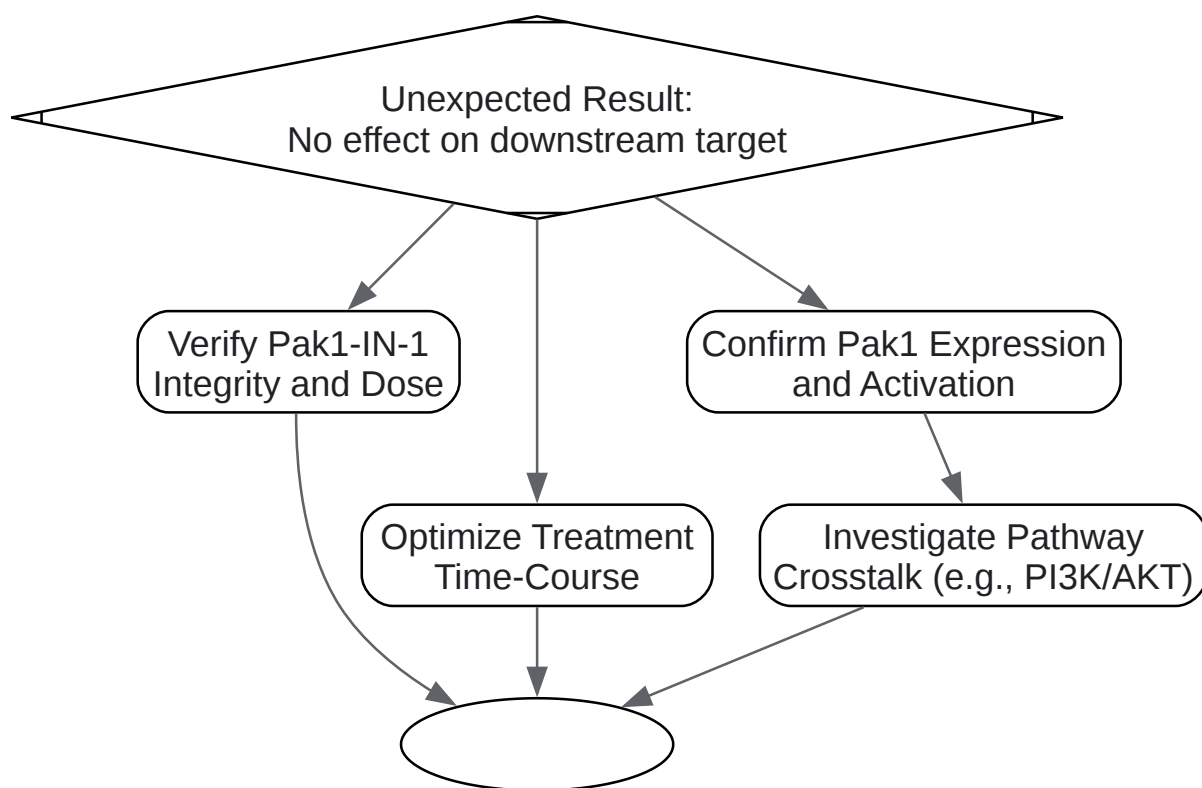 Unexpected Result:
No effect on downstream target
Verify Pak1-IN-1
Integrity and Dose
Confirm Pak1 Expression
and Activation
Optimize Treatment
Time-Course
Investigate Pathway
Crosstalk (e.g., PI3K/AKT)